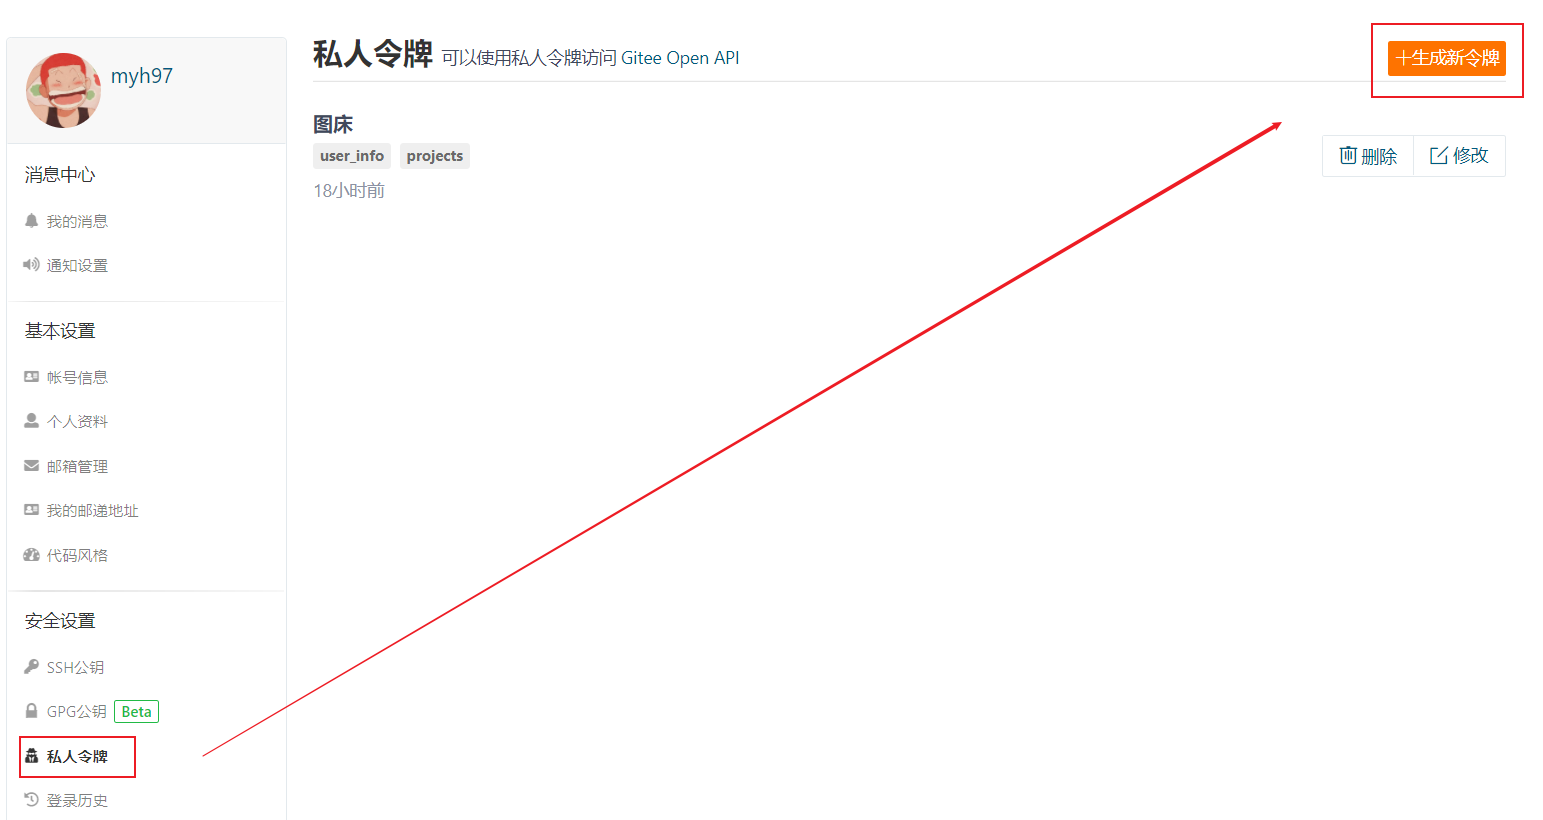 myh97
消息中心
我的消息
通知设置
基本设置
帐号信息
个人资料
邮箱管理
我的邮递地址
代码风格
安全设置
SSH公钥
GPG公钥 Beta
私人令牌
登录历史
私人令牌 可以使用私人令牌访问 Gitee Open API
+生成新令牌
图床
user_info projects
18小时前
删除 修改